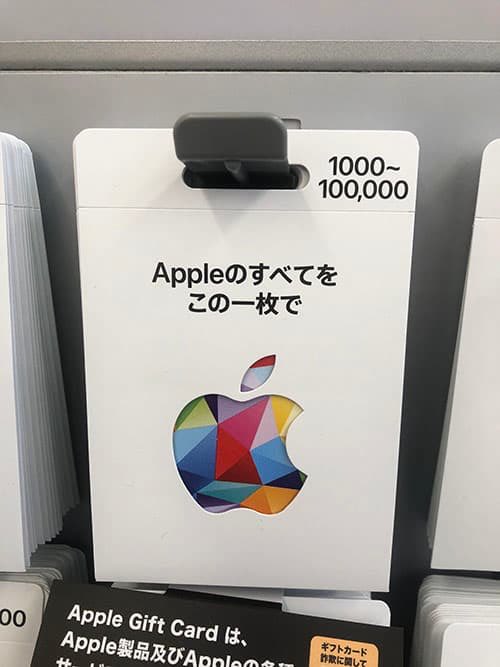 1000~
100,000
Appleのすべてを
この一枚で
00
Apple Gift Card は、
Apple製品及びAppleの各種
ギフトカード
詐欺に関して